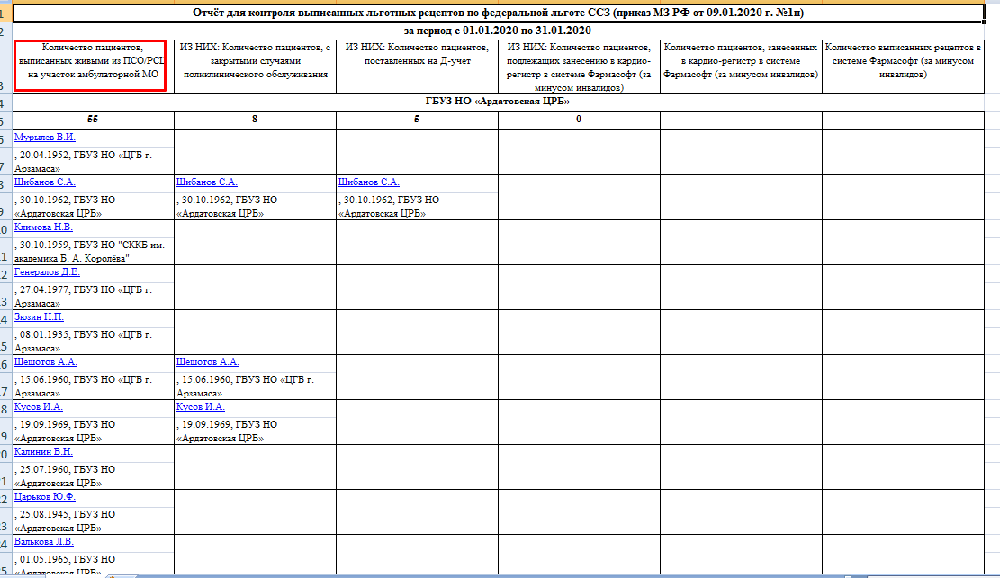 Отчёт для контроля выписанных льготных рецептов по федеральной льготе ССЗ (приказ МЗ РФ от 09.01.2020 г. №1н)
2
за период с 01.01.2020 по 31.01.2020
Количество пациентов,
выписанных живыми из ПСО/РСЦ
на участок амбулаторной МО
ИЗ НИХ: Количество пациентов, с
закрытыми случаями
поликлинического обслуживания
ИЗ НИХ: Количество пациентов,
поставленных на Д-учет
ИЗ НИХ: Количество пациентов,
подлежащих занесению в кардио-
регистр в системе Фармасофт (за
минусом инвалидов)
Количество пациентов, занесенных
в кардио-регистр в системе
Фармасофт (за минусом инвалидов)
Количество выписанных рецептов в
системе Фармасофт (за минусом
инвалидов)
ГБУЗ НО «Ардатовская ЦРБ»
55 8 5 0
Мурылев В.И.
, 20.04.1952, ГБУЗ НО «ЦГБ г.
Арзамаса»
Шибанов С.А. Шибанов С.А. Шибанов С.А.
, 30.10.1962, ГБУЗ НО , 30.10.1962, ГБУЗ НО , 30.10.1962, ГБУЗ НО
«Ардатовская ЦРБ» «Ардатовская ЦРБ» «Ардатовская ЦРБ»
Климова Н.В.
, 30.10.1959, ГБУЗ НО "СККБ им.
академика Б. А. Королёва"
Генералов Д.Е.
, 27.04.1977, ГБУЗ НО «ЦГБ г.
Арзамаса»
Зюзин Н.П.
, 08.01.1935, ГБУЗ НО «ЦГБ г.
Арзамаса»
Шешотов А.А. Шешотов А.А.
, 15.06.1960, ГБУЗ НО «ЦГБ г. , 15.06.1960, ГБУЗ НО «ЦГБ г.
Арзамаса» Арзамаса»
Кусов И.А. Кусов И.А.
, 19.09.1969, ГБУЗ НО , 19.09.1969, ГБУЗ НО
«Ардатовская ЦРБ» «Ардатовская ЦРБ»
Калинин В.Н.
, 25.07.1960, ГБУЗ НО
«Ардатовская ЦРБ»
Царьков Ю.Ф.
, 25.08.1945, ГБУЗ НО
«Ардатовская ЦРБ»
Валькова Л.В.
, 01.05.1965, ГБУЗ НО
«Ардатовская ЦРБ»